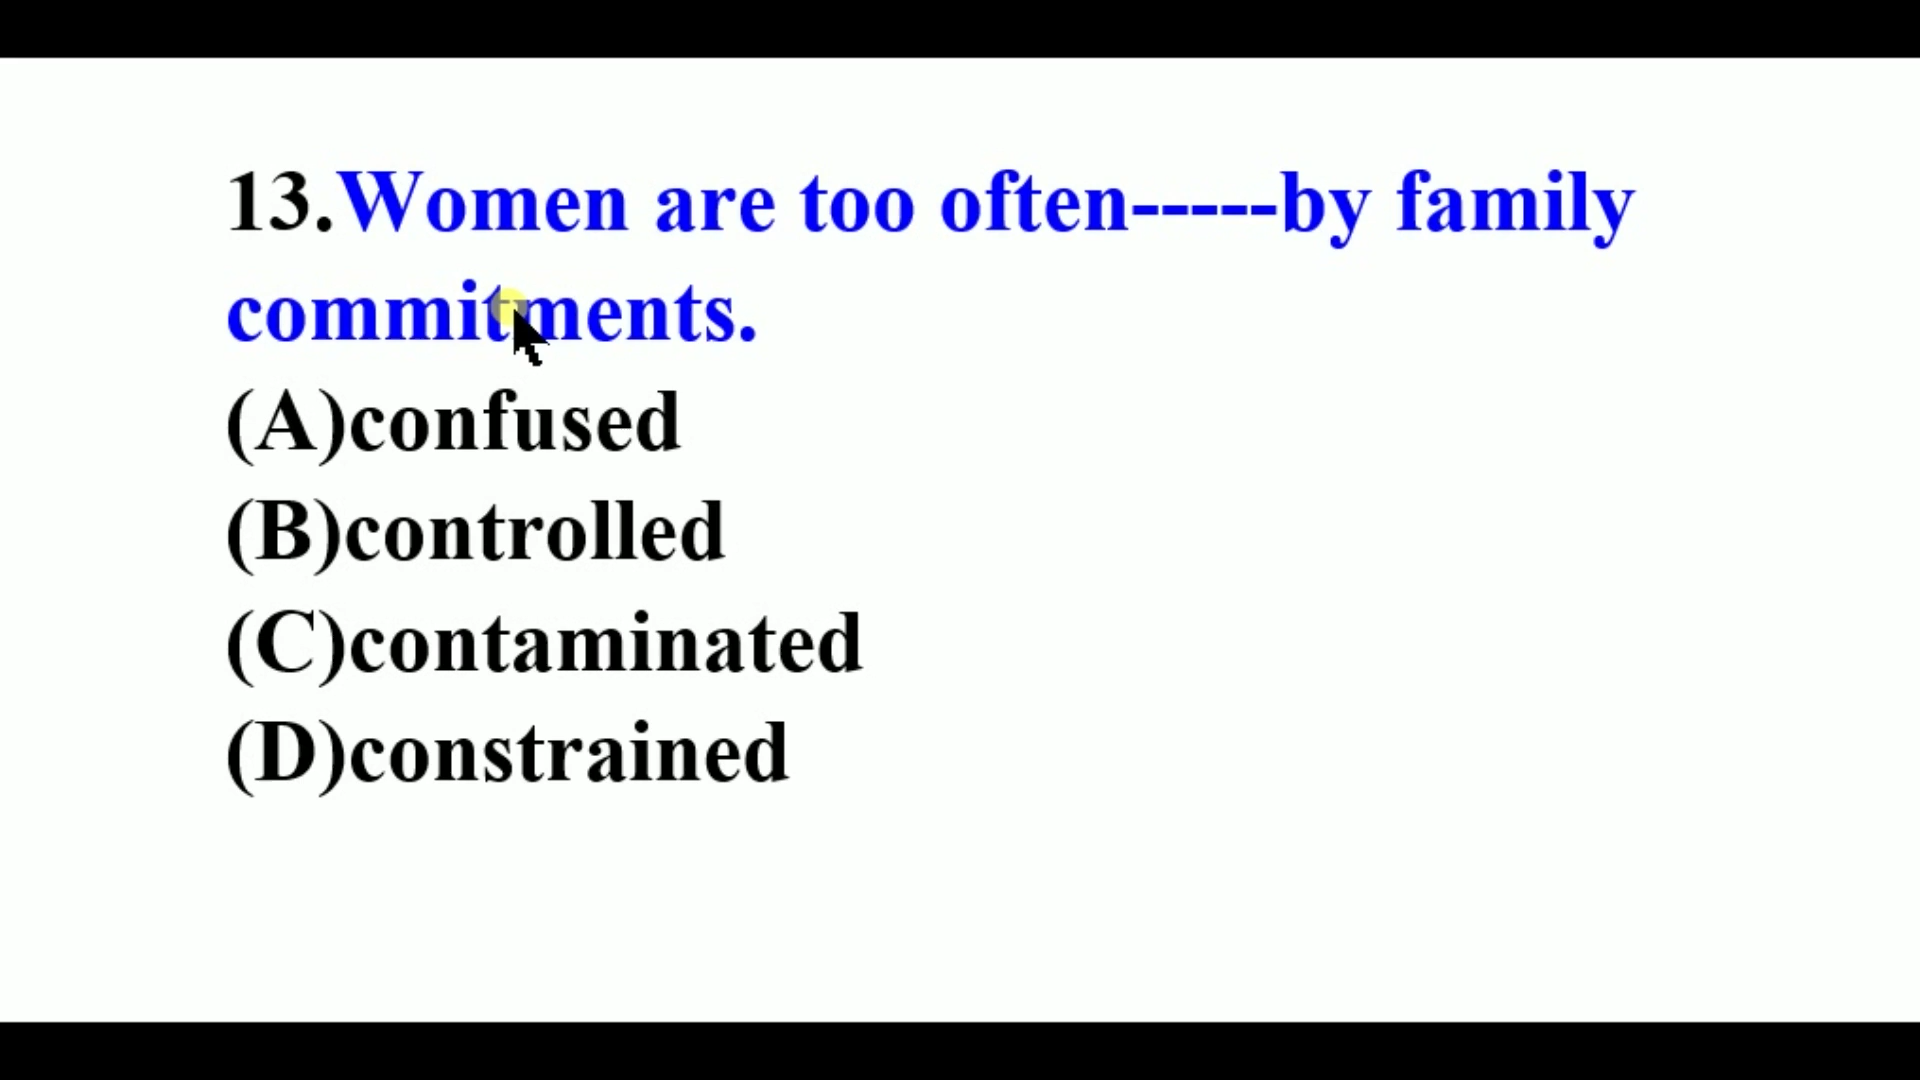 13.Women are too often-----by family
commitments.
(A)confused
(B)controlled
(C)contaminated
(D)constrained